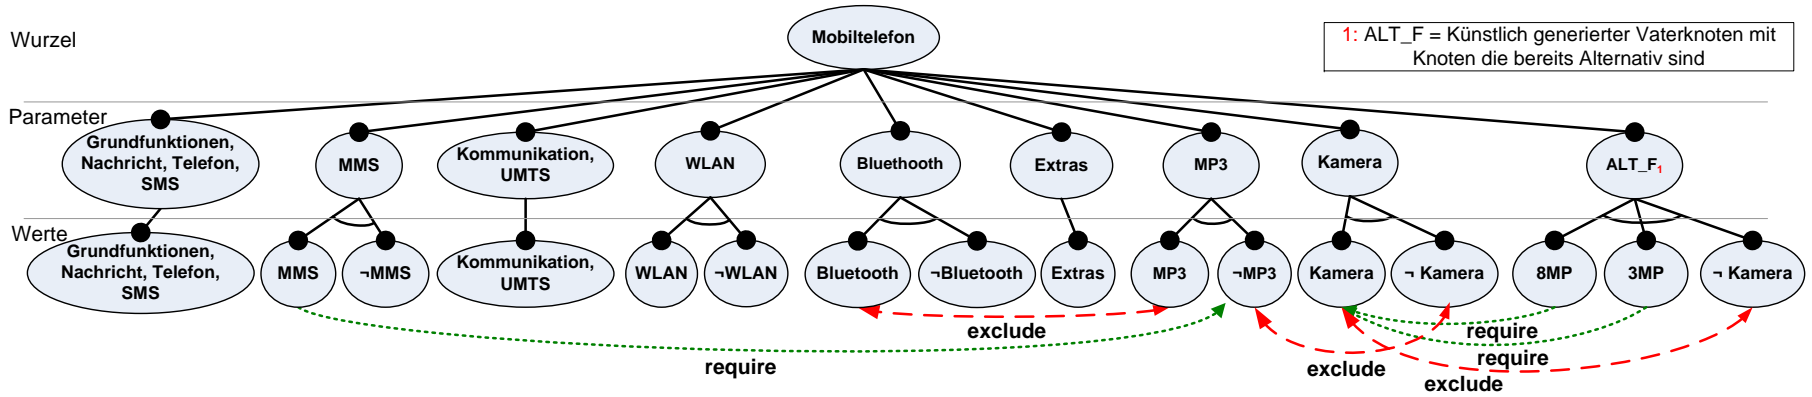 Wurzel
Mobiltelefon
1: ALT_F = Künstlich generierter Vaterknoten mit
Knoten die bereits Alternativ sind
Parameter
Grundfunktionen,
Nachricht, Telefon,
SMS
MMS
Kommunikation,
UMTS
WLAN
Bluethooth
Extras
MP3
Kamera
ALT_F1
Werte
Grundfunktionen,
Nachricht, Telefon,
SMS
MMS
¬MMS
Kommunikation,
UMTS
WLAN
¬WLAN
Bluetooth
¬Bluetooth
Extras
MP3
¬MP3
Kamera
¬ Kamera
8MP
3MP
¬ Kamera
exclude
require
require
require
exclude
exclude